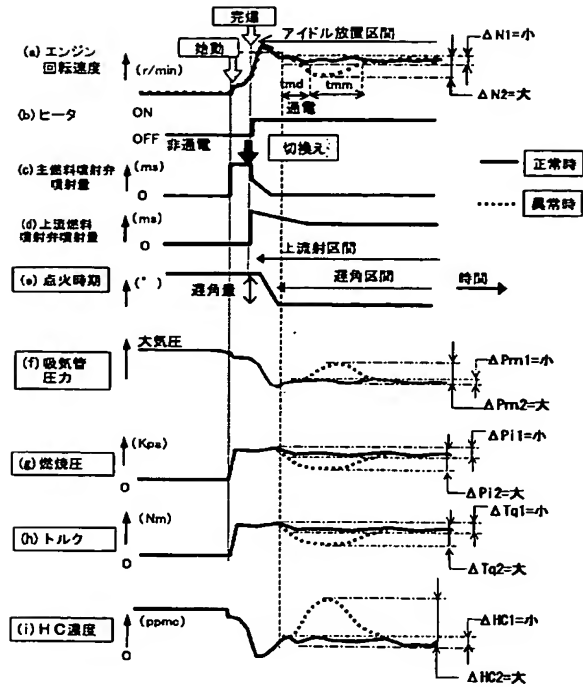 完爆
アイドル放置区間
始動
(a)エンジン
回転速度
(r/min)
ΔN1=小
ΔN2=大
tmd
tmm
通電
(b)ヒータ
ON
OFF
非通電
切換え
(c)主燃料噴射弁
噴射量
(ms)
0
正常時
異常時
(d)上流燃料
噴射弁噴射量
(ms)
0
上流射区間
(e)点火時期
(°)
遅角量
遅角区間
時間
大気圧
(f)吸気管
圧力
ΔPm1=小
ΔPm2=大
(g)燃焼圧
(Kpa)
0
ΔPi1=小
ΔPi2=大
(h)トルク
(Nm)
0
ΔTq1=小
ΔTq2=大
(i)HC濃度
(ppmc)
0
ΔHC1=小
ΔHC2=大